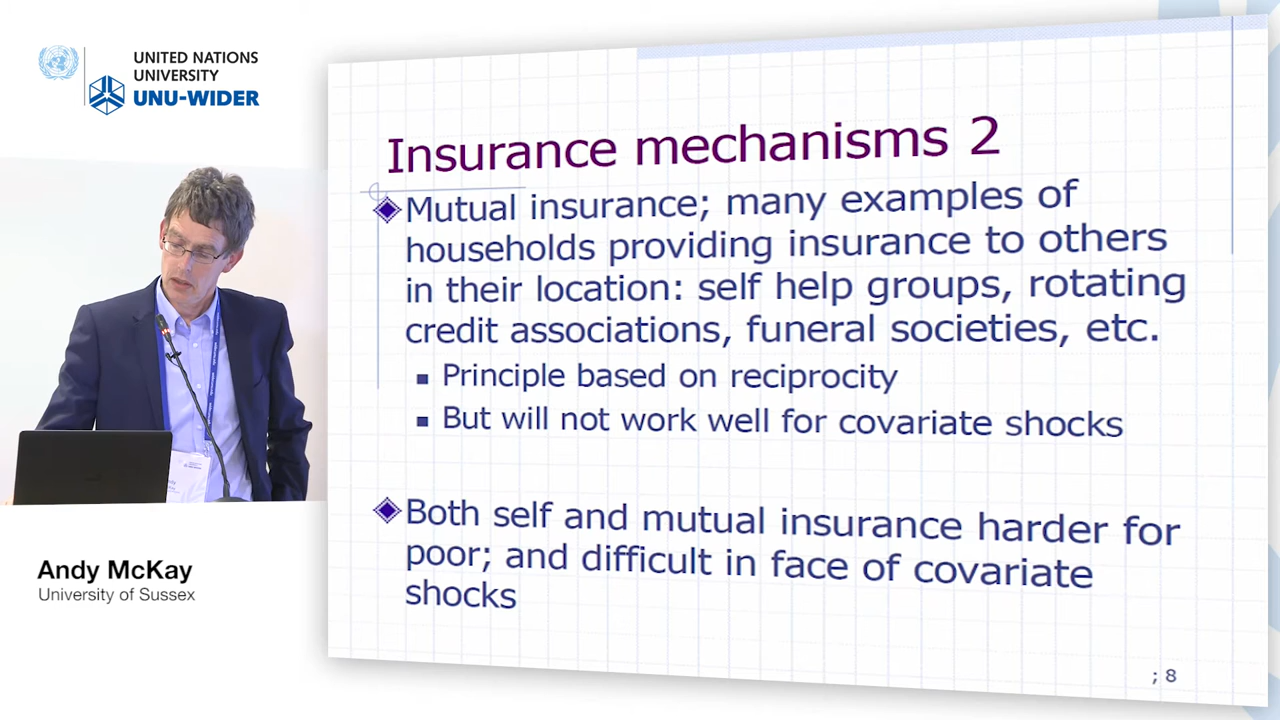 UNITED NATIONS
UNIVERSITY
UNU-WIDER
Insurance mechanisms 2
Mutual insurance; many examples of
households providing insurance to others
in their location: self help groups, rotating
credit associations, funeral societies, etc.
Principle based on reciprocity
But will not work well for covariate shocks
Both self and mutual insurance harder for
poor; and difficult in face of covariate
shocks
; 8
Andy McKay
University of Sussex